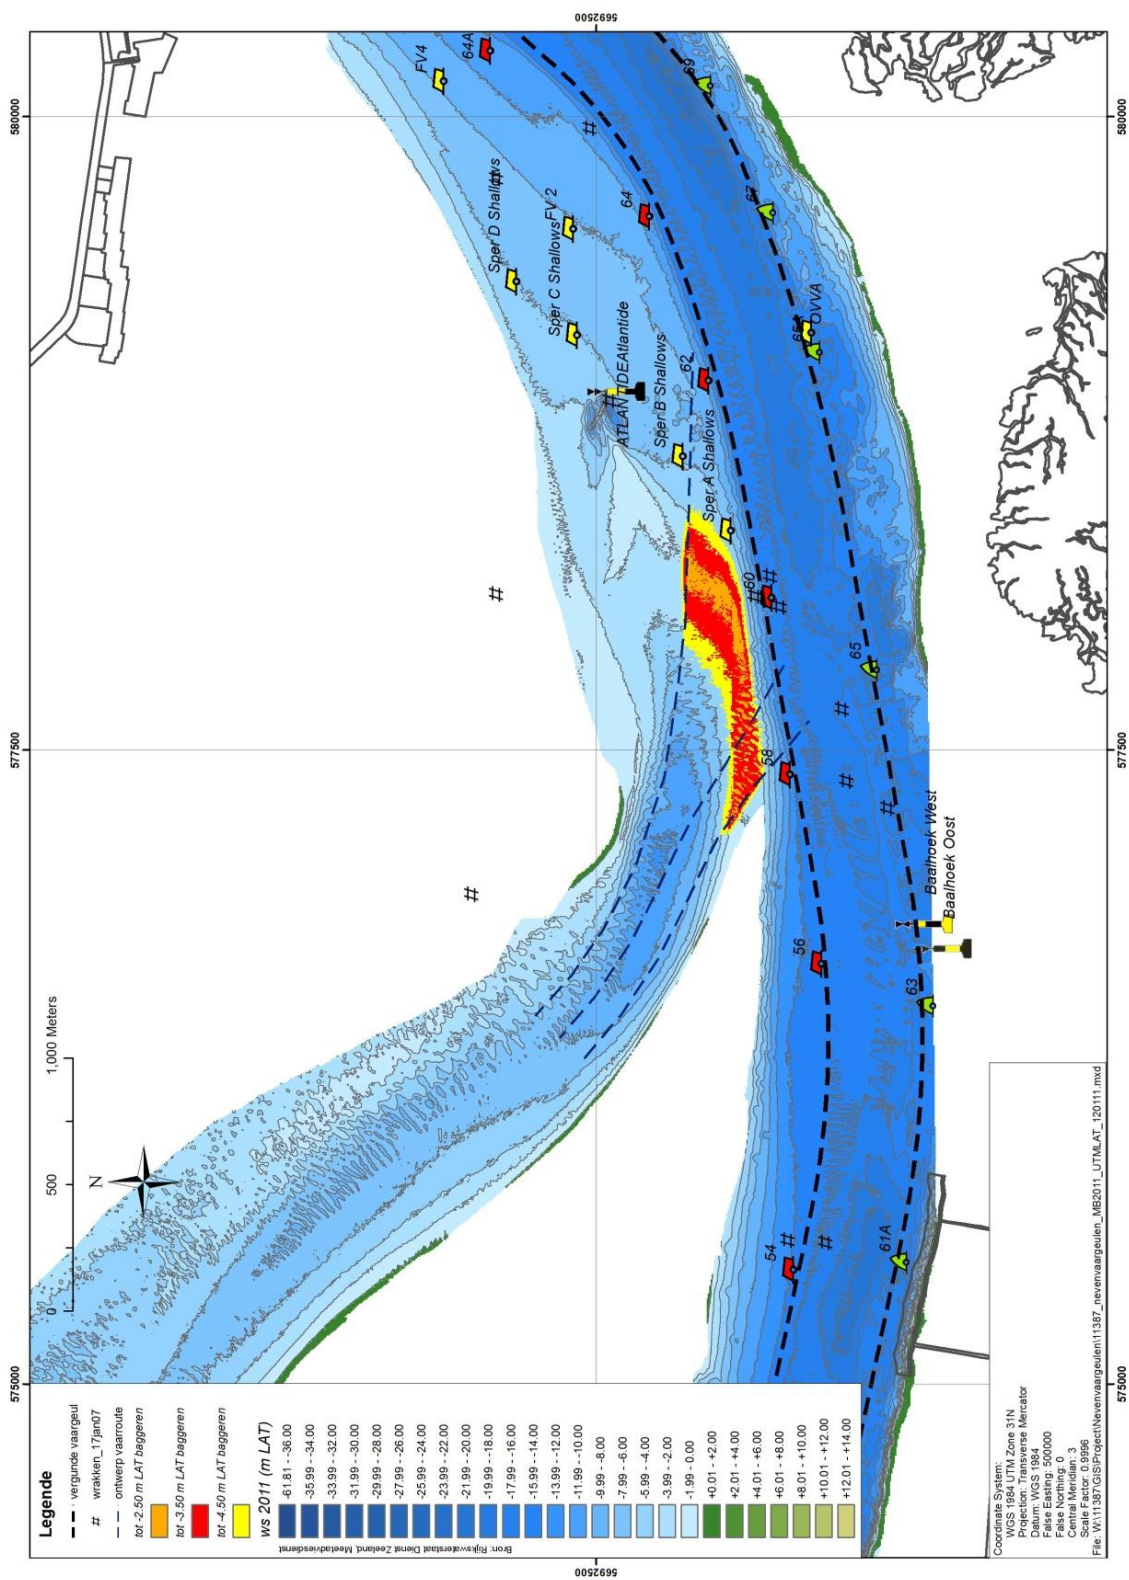 5692500
5692500
580000
580000
577500
577500
575000
575000
FV4
64A
69
Sper D Shallows
FV 2
Sper C Shallows
64
67
ATLANTIDEAtlantide
Sper B Shallows
62
OVVA
Sper A Shallows
60
65
58
Baalhoek West
Baalhoek Oost
56
63
54
61A
N
0
500
1,000 Meters
Legende
vergunde vaargeul
wrakken_17jan07
ontwerp vaarroute
tot -2.50 m LAT baggeren
tot -3.50 m LAT baggeren
tot -4.50 m LAT baggeren
ws 2011 (m LAT)
-61.81 - -36.00
-35.99 - -34.00
-33.99 - -32.00
-31.99 - -30.00
-29.99 - -28.00
-27.99 - -26.00
-25.99 - -24.00
-23.99 - -22.00
-21.99 - -20.00
-19.99 - -18.00
-17.99 - -16.00
-15.99 - -14.00
-13.99 - -12.00
-11.99 - -10.00
-9.99 - -8.00
-7.99 - -6.00
-5.99 - -4.00
-3.99 - -2.00
-1.99 - 0.00
+0.01 - +2.00
+2.01 - +4.00
+4.01 - +6.00
+6.01 - +8.00
+8.01 - +10.00
+10.01 - +12.00
+12.01 - +14.00
Bron: Rijkswaterstaat Dienst Zeeland, Meetadviesdienst
Coordinate System:
WGS 1984 UTM Zone 31N
Projection: Transverse Mercator
Datum: WGS 1984
False Easting: 500000
False Northing: 0
Central Meridian: 3
Scale Factor: 0.9996
File: W:\11387\GIS\Project\Nevenvaargeulen\11387_nevenvaargeulen_MB2011_UTMLAT_120111.mxd